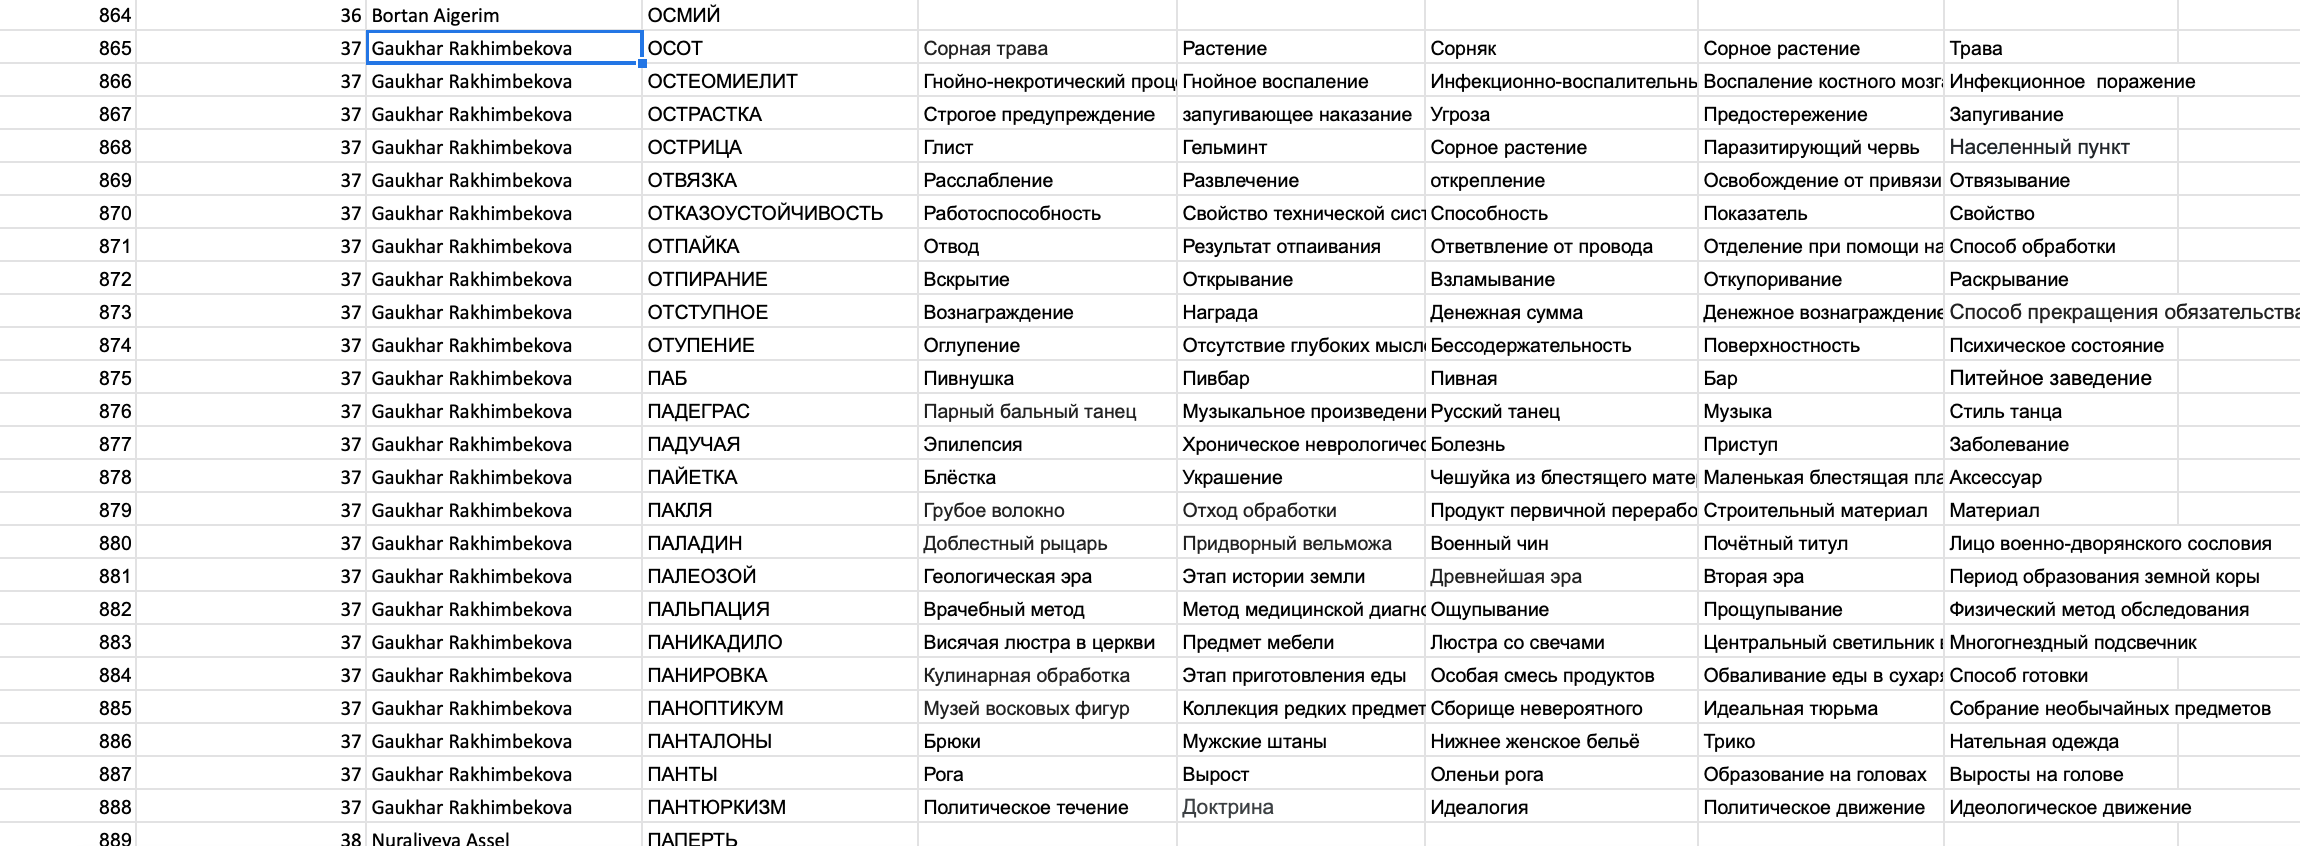 864 36 Bortan Aigerim ОСМИЙ
865 37 Gaukhar Rakhimbekova ОСОТ Сорная трава Растение Сорняк Сорное растение Трава
866 37 Gaukhar Rakhimbekova ОСТЕОМИЕЛИТ Гнойно-некротический проц Гнойное воспаление Инфекционно-воспалительнь Воспаление костного мозг Инфекционное поражение
867 37 Gaukhar Rakhimbekova ОСТРАСТКА Строгое предупреждение запугивающее наказание Угроза Предостережение Запугивание
868 37 Gaukhar Rakhimbekova ОСТРИЦА Глист Гельминт Сорное растение Паразитирующий червь Населенный пункт
869 37 Gaukhar Rakhimbekova ОТВЯЗКА Расслабление Развлечение открепление Освобождение от привязи Отвязывание
870 37 Gaukhar Rakhimbekova ОТКАЗОУСТОЙЧИВОСТЬ Работоспособность Свойство технической сист Способность Показатель Свойство
871 37 Gaukhar Rakhimbekova ОТПАЙКА Отвод Результат отпаивания Ответвление от провода Отделение при помощи на Способ обработки
872 37 Gaukhar Rakhimbekova ОТПИРАНИЕ Вскрытие Открывание Взламывание Откупоривание Раскрывание
873 37 Gaukhar Rakhimbekova ОТСТУПНОЕ Вознаграждение Награда Денежная сумма Денежное вознаграждение Способ прекращения обязательства
874 37 Gaukhar Rakhimbekova ОТУПЕНИЕ Оглупение Отсутствие глубоких мысл Бессодержательность Поверхностность Психическое состояние
875 37 Gaukhar Rakhimbekova ПАБ Пивнушка Пивбар Пивная Бар Питейное заведение
876 37 Gaukhar Rakhimbekova ПАДЕГРАС Парный бальный танец Музыкальное произведени Русский танец Музыка Стиль танца
877 37 Gaukhar Rakhimbekova ПАДУЧАЯ Эпилепсия Хроническое неврологичес Болезнь Приступ Заболевание
878 37 Gaukhar Rakhimbekova ПАЙЕТКА Блёстка Украшение Чешуйка из блестящего мате Маленькая блестящая пла Аксессуар
879 37 Gaukhar Rakhimbekova ПАКЛЯ Грубое волокно Отход обработки Продукт первичной перерабо Строительный материал Материал
880 37 Gaukhar Rakhimbekova ПАЛАДИН Доблестный рыцарь Придворный вельможа Военный чин Почётный титул Лицо военно-дворянского сословия
881 37 Gaukhar Rakhimbekova ПАЛЕОЗОЙ Геологическая эра Этап истории земли Древнейшая эра Вторая эра Период образования земной коры
882 37 Gaukhar Rakhimbekova ПАЛЬПАЦИЯ Врачебный метод Метод медицинской диагно Ощупывание Прощупывание Физический метод обследования
883 37 Gaukhar Rakhimbekova ПАНИКАДИЛО Висячая люстра в церкви Предмет мебели Люстра со свечами Центральный светильник в Многогнездный подсвечник
884 37 Gaukhar Rakhimbekova ПАНИРОВКА Кулинарная обработка Этап приготовления еды Особая смесь продуктов Обваливание еды в сухаря Способ готовки
885 37 Gaukhar Rakhimbekova ПАНОПТИКУМ Музей восковых фигур Коллекция редких предмет Сборище невероятного Идеальная тюрьма Собрание необычайных предметов
886 37 Gaukhar Rakhimbekova ПАНТАЛОНЫ Брюки Мужские штаны Нижнее женское бельё Трико Нательная одежда
887 37 Gaukhar Rakhimbekova ПАНТЫ Рога Вырост Оленьи рога Образование на головах Выросты на голове
888 37 Gaukhar Rakhimbekova ПАНТЮРКИЗМ Политическое течение Доктрина Идеалогия Политическое движение Идеологическое движение
889 38 Nuraliyeva Assel ПАПЕРТЬ